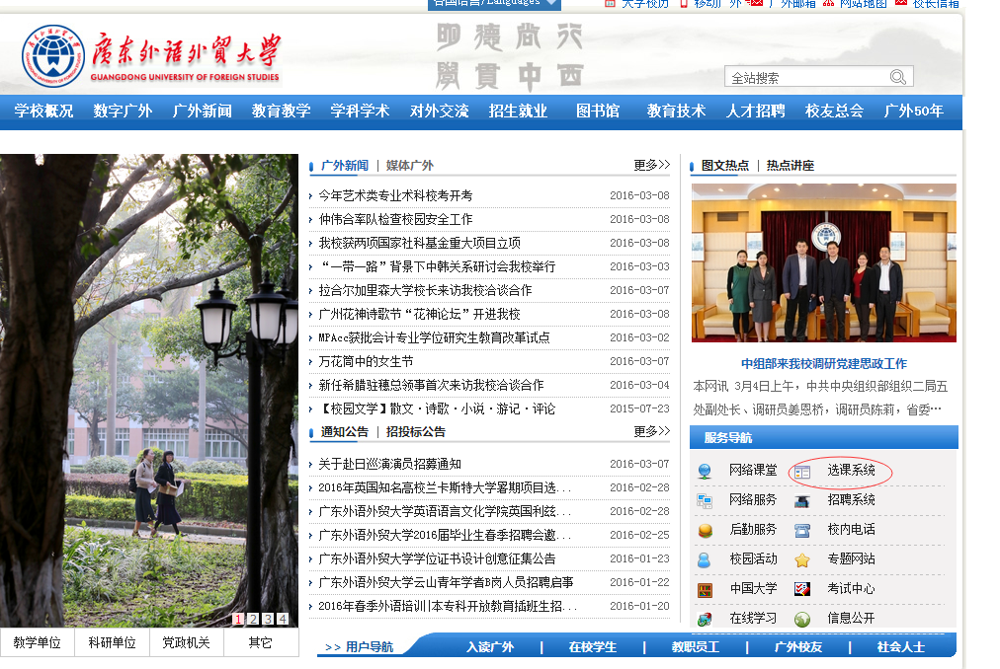 各国语言/Languages 大学校历 移动广外 广外邮箱 网站地图 校长信箱
廣东外语外贸大学
GUANGDONG UNIVERSITY OF FOREIGN STUDIES
明德尚行
學貫中西
全站搜索
学校概况 数字广外 广外新闻 教育教学 学科学术 对外交流 招生就业 图书馆 教育技术 人才招聘 校友总会 广外50年
广外新闻 | 媒体广外 更多>>
今年艺术类专业术科校考开考 2016-03-08
仲伟合率队检查校园安全工作 2016-03-08
我校获两项国家社科基金重大项目立项 2016-03-08
“一带一路”背景下中韩关系研讨会我校举行 2016-03-03
拉合尔加里森大学校长来访我校洽谈合作 2016-03-07
广州花神诗歌节“花神论坛”开进我校 2016-03-08
MPAcc获批会计专业学位研究生教育改革试点 2016-03-02
万花筒中的女生节 2016-03-07
新任希腊驻穗总领事首次来访我校洽谈合作 2016-03-04
【校园文学】散文·诗歌·小说·游记·评论 2015-07-23
通知公告 | 招投标公告 更多>>
关于赴日巡演演员招募通知 2016-03-07
2016年英国知名高校兰卡斯特大学暑期项目选... 2016-02-28
广东外语外贸大学英语语言文化学院英国利兹... 2016-02-28
广东外语外贸大学2016届毕业生春季招聘会邀... 2016-02-25
广东外语外贸大学学位证书设计创意征集公告 2016-01-23
广东外语外贸大学云山青年学者B岗人员招聘启事 2016-01-22
2016年春季外语培训|本专科开放教育插班生招... 2016-01-20
图文热点 | 热点讲座
中组部来我校调研党建思政工作
本网讯 3月4日上午，中共中央组织部组织二局五
处副处长、调研员姜恩桥，调研员陈莉，省委…
服务导航
网络课堂 选课系统
网络服务 招聘系统
后勤服务 校内电话
校园活动 专题网站
中国大学 考试中心
在线学习 信息公开
1 2 3 4
教学单位 科研单位 党政机关 其它
>> 用户导航 入读广外 | 在校学生 | 教职员工 | 广外校友 | 社会人士